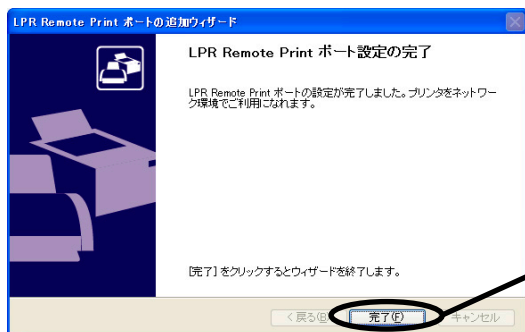 LPR Remote Print ポートの追加ウィザード
LPR Remote Print ポート設定の完了
LPR Remote Print ポートの設定が完了しました。プリンタをネットワー
ク環境でご利用になれます。
[完了] をクリックするとウィザードを終了します。
< 戻る(B)
完了(F)
キャンセル